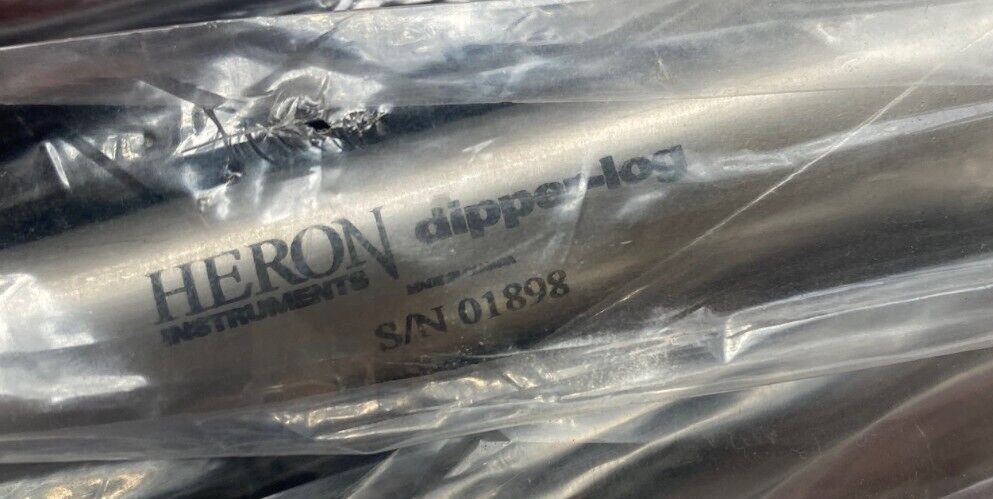 HERON dipper-log
INSTRUMENTS
S/N 01898